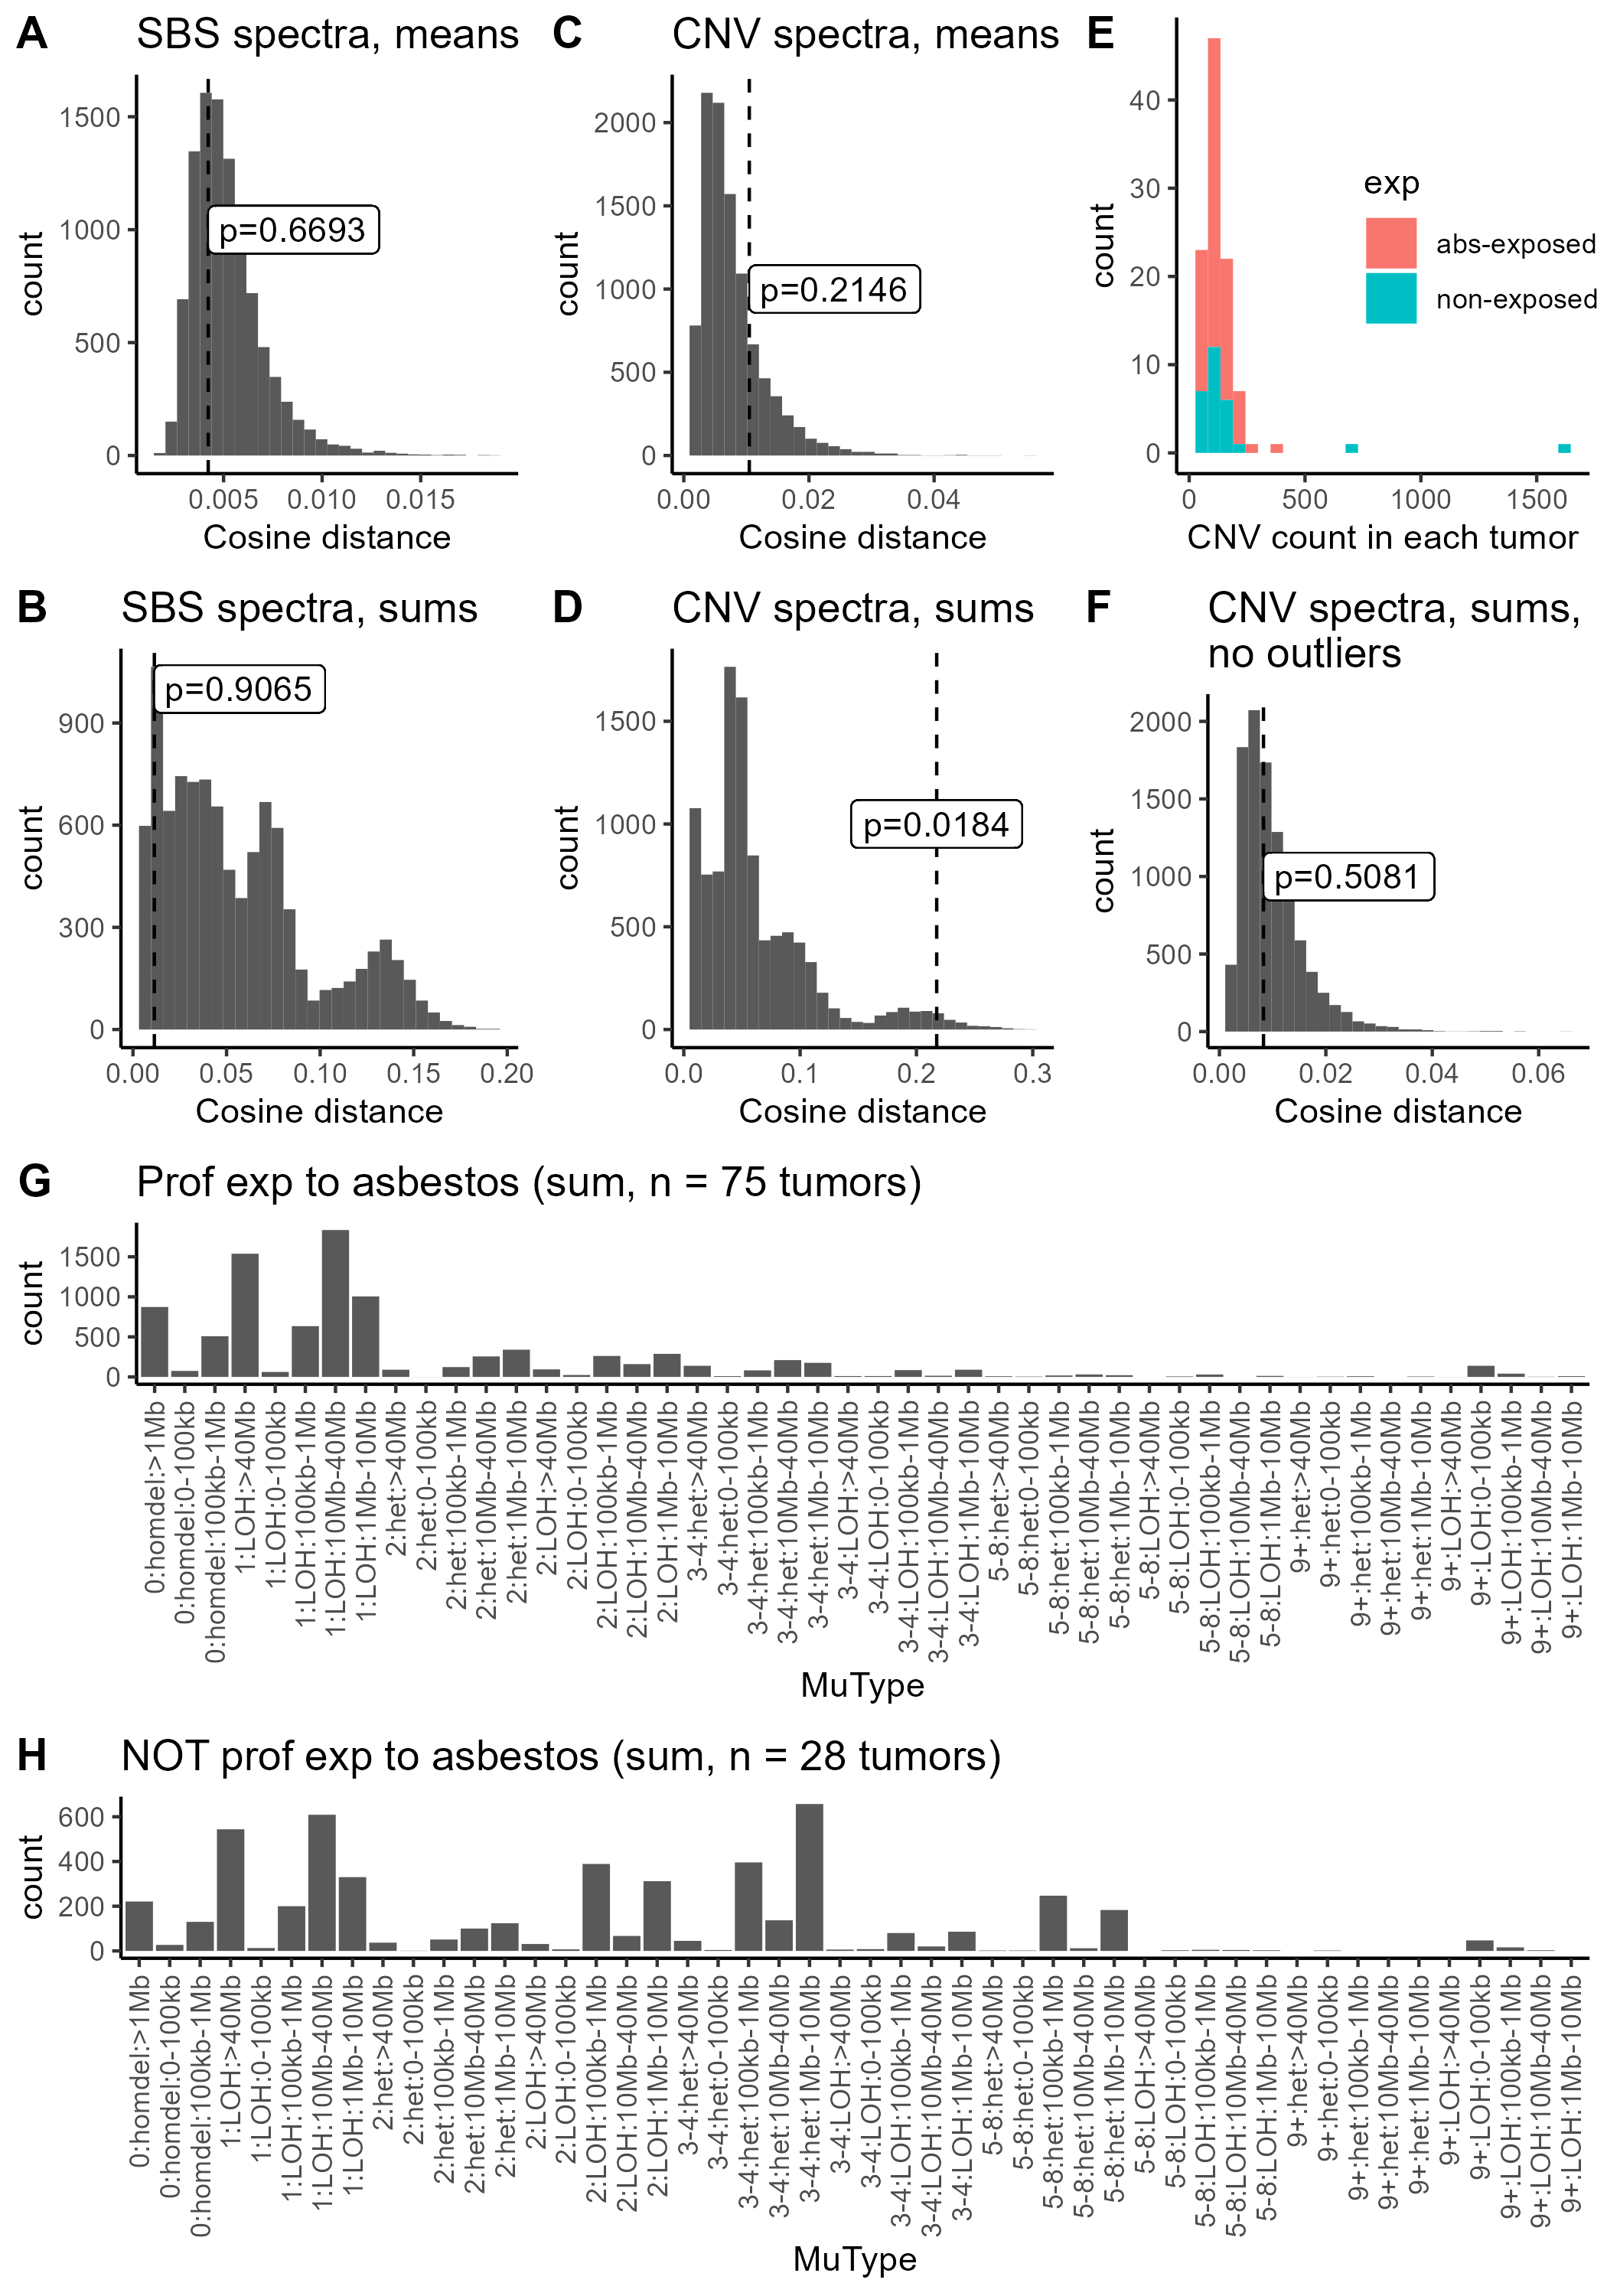 A SBS spectra, means
count
1500
1000
500
0
p=0.6693
0.005 0.010 0.015
Cosine distance
C CNV spectra, means
count
2000
1500
1000
500
0
p=0.2146
0.00 0.02 0.04
Cosine distance
E
count
40
30
20
10
0
exp
abs-exposed
non-exposed
0 500 1000 1500
CNV count in each tumor
B SBS spectra, sums
count
900
600
300
0
p=0.9065
0.00 0.05 0.10 0.15 0.20
Cosine distance
D CNV spectra, sums
count
1500
1000
500
0
p=0.0184
0.0 0.1 0.2 0.3
Cosine distance
F CNV spectra, sums,
no outliers
count
2000
1500
1000
500
0
p=0.5081
0.00 0.02 0.04 0.06
Cosine distance
G Prof exp to asbestos (sum, n = 75 tumors)
count
1500
1000
500
0
0:homdel:>1Mb
0:homdel:0-100kb
0:homdel:100kb-1Mb
1:LOH:>40Mb
1:LOH:0-100kb
1:LOH:100kb-1Mb
1:LOH:10Mb-40Mb
1:LOH:1Mb-10Mb
2:het:>40Mb
2:het:0-100kb
2:het:100kb-1Mb
2:het:10Mb-40Mb
2:het:1Mb-10Mb
2:LOH:>40Mb
2:LOH:0-100kb
2:LOH:100kb-1Mb
2:LOH:10Mb-40Mb
2:LOH:1Mb-10Mb
3-4:het:>40Mb
3-4:het:0-100kb
3-4:het:100kb-1Mb
3-4:het:10Mb-40Mb
3-4:het:1Mb-10Mb
3-4:LOH:>40Mb
3-4:LOH:0-100kb
3-4:LOH:100kb-1Mb
3-4:LOH:10Mb-40Mb
3-4:LOH:1Mb-10Mb
5-8:het:>40Mb
5-8:het:0-100kb
5-8:het:100kb-1Mb
5-8:het:10Mb-40Mb
5-8:het:1Mb-10Mb
5-8:LOH:>40Mb
5-8:LOH:0-100kb
5-8:LOH:100kb-1Mb
5-8:LOH:10Mb-40Mb
5-8:LOH:1Mb-10Mb
9+:het:>40Mb
9+:het:0-100kb
9+:het:100kb-1Mb
9+:het:10Mb-40Mb
9+:het:1Mb-10Mb
9+:LOH:>40Mb
9+:LOH:0-100kb
9+:LOH:100kb-1Mb
9+:LOH:10Mb-40Mb
9+:LOH:1Mb-10Mb
MuType
H NOT prof exp to asbestos (sum, n = 28 tumors)
count
600
400
200
0
0:homdel:>1Mb
0:homdel:0-100kb
0:homdel:100kb-1Mb
1:LOH:>40Mb
1:LOH:0-100kb
1:LOH:100kb-1Mb
1:LOH:10Mb-40Mb
1:LOH:1Mb-10Mb
2:het:>40Mb
2:het:0-100kb
2:het:100kb-1Mb
2:het:10Mb-40Mb
2:het:1Mb-10Mb
2:LOH:>40Mb
2:LOH:0-100kb
2:LOH:100kb-1Mb
2:LOH:10Mb-40Mb
2:LOH:1Mb-10Mb
3-4:het:>40Mb
3-4:het:0-100kb
3-4:het:100kb-1Mb
3-4:het:10Mb-40Mb
3-4:het:1Mb-10Mb
3-4:LOH:>40Mb
3-4:LOH:0-100kb
3-4:LOH:100kb-1Mb
3-4:LOH:10Mb-40Mb
3-4:LOH:1Mb-10Mb
5-8:het:>40Mb
5-8:het:0-100kb
5-8:het:100kb-1Mb
5-8:het:10Mb-40Mb
5-8:het:1Mb-10Mb
5-8:LOH:>40Mb
5-8:LOH:0-100kb
5-8:LOH:100kb-1Mb
5-8:LOH:10Mb-40Mb
5-8:LOH:1Mb-10Mb
9+:het:>40Mb
9+:het:0-100kb
9+:het:100kb-1Mb
9+:het:10Mb-40Mb
9+:het:1Mb-10Mb
9+:LOH:>40Mb
9+:LOH:0-100kb
9+:LOH:100kb-1Mb
9+:LOH:10Mb-40Mb
9+:LOH:1Mb-10Mb
MuType